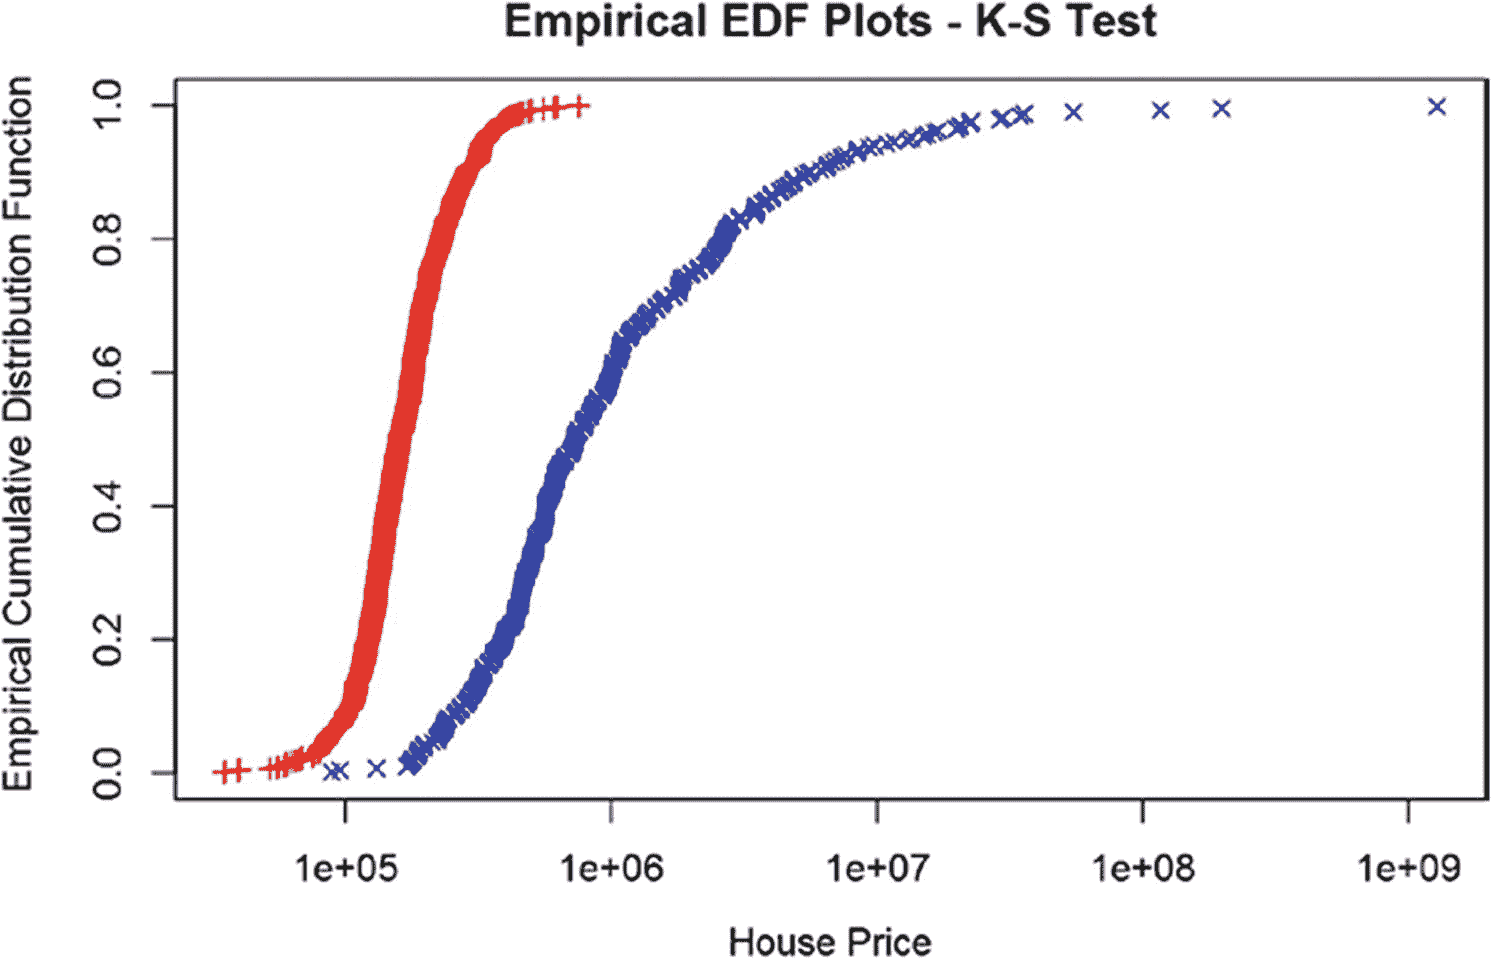 Empirical EDF Plots - K-S Test
Empirical Cumulative Distribution Function
1.0
0.8
0.6
0.4
0.2
0.0
1e+05 1e+06 1e+07 1e+08 1e+09
House Price